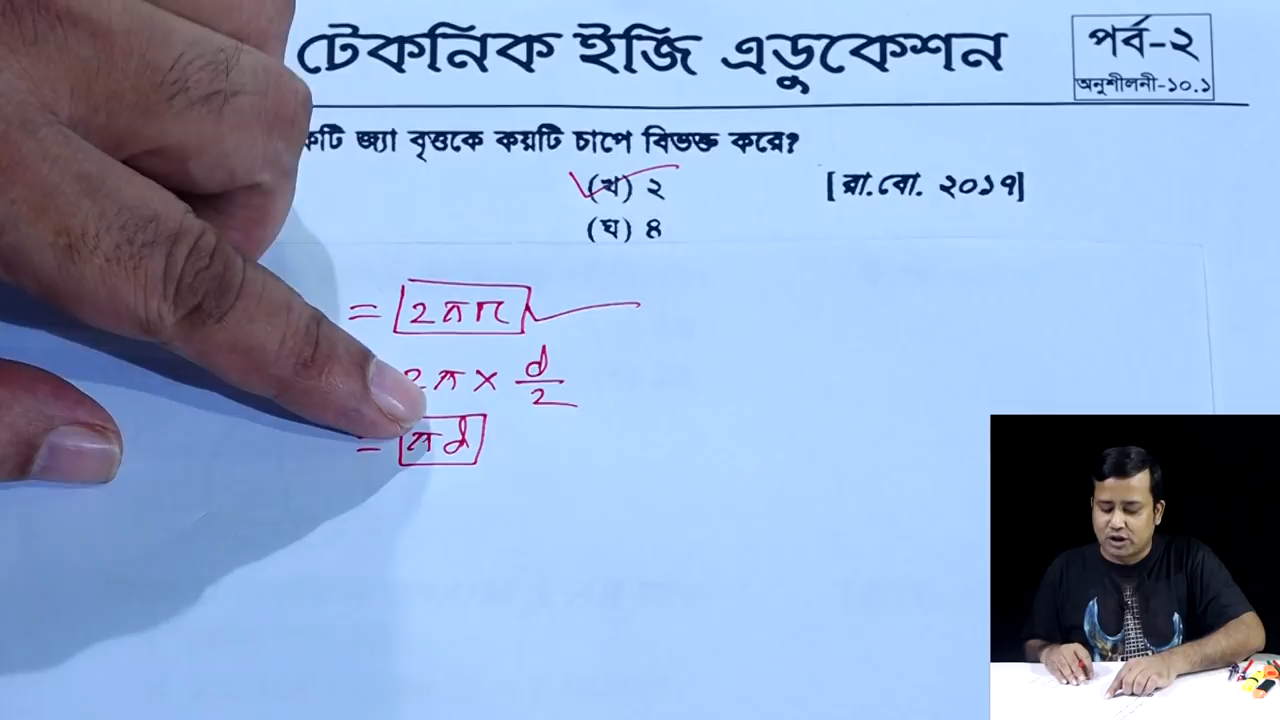 টেকনিক ইজি এডুকেশন
পর্ব-২
অনুশীলনী-১০.১
জ্যা বৃত্তকে কয়টি চাপে বিভক্ত করে?
(খ) ২
[রা.বো. ২০১৭]
(ঘ) ৪
= 2πr
2π × d/2
= πd